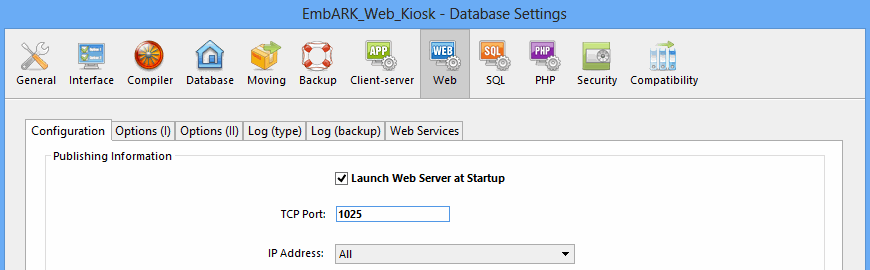 EmbARK_Web_Kiosk - Database Settings
APP WEB SQL PHP
General Interface Compiler Database Moving Backup Client-server Web SQL PHP Security Compatibility
Configuration Options (I) Options (II) Log (type) Log (backup) Web Services
Publishing Information
Launch Web Server at Startup
TCP Port: 1025
IP Address: All